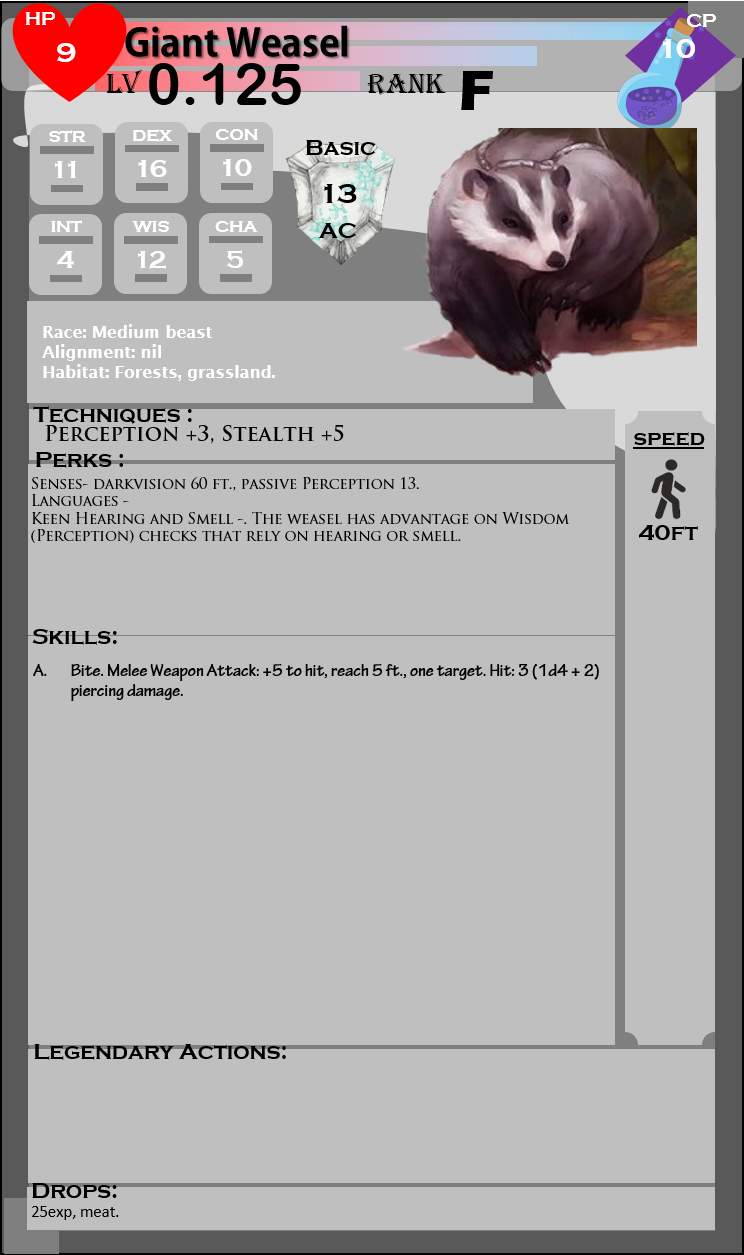 HP
9
Giant Weasel
CP
10
LV 0.125 RANK F
STR
11
DEX
16
CON
10
INT
4
WIS
12
CHA
5
Basic
13
AC
Race: Medium beast
Alignment: nil
Habitat: Forests, grassland.
Techniques :
Perception +3, Stealth +5
Perks :
Senses- darkvision 60 ft., passive Perception 13.
Languages -
Keen Hearing and Smell -. The weasel has advantage on Wisdom
(Perception) checks that rely on hearing or smell.
SPEED
40FT
Skills:
A. Bite. Melee Weapon Attack: +5 to hit, reach 5 ft., one target. Hit: 3 (1d4 + 2)
piercing damage.
Legendary Actions:
Drops:
25exp, meat.